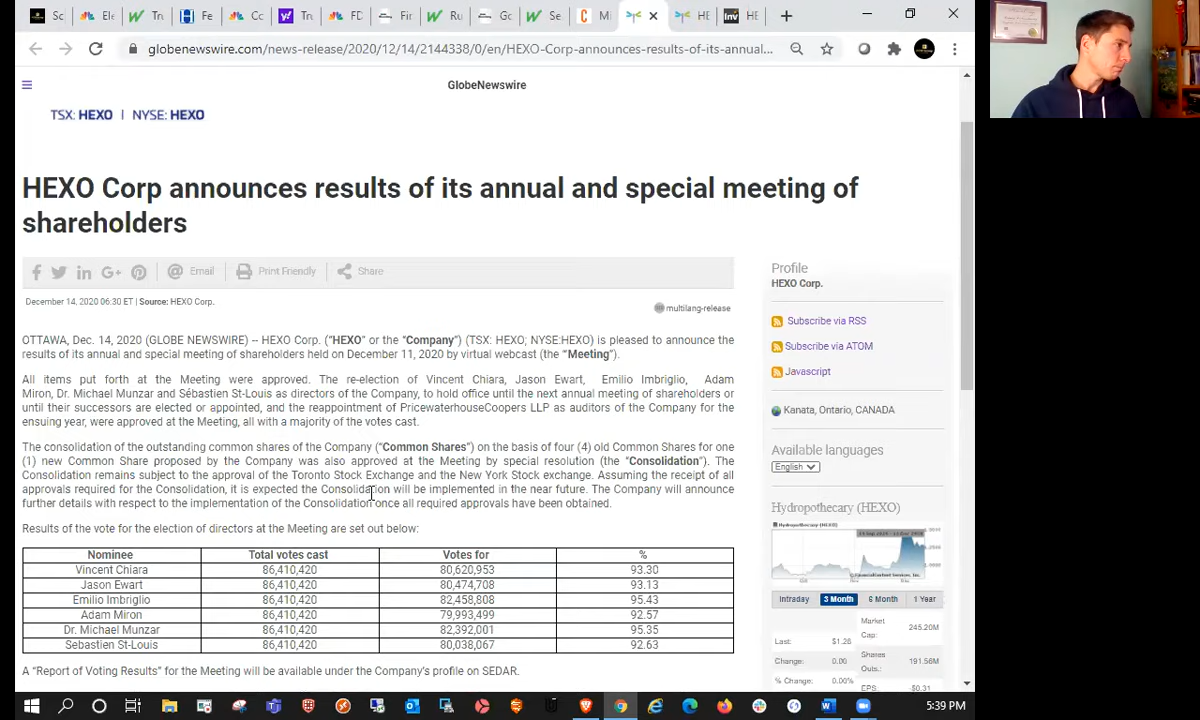 Sc
Ele
Tru
Fe
Cc
Tru
FD
Fir
Ru
Gc
Se
Mi
HE
HE
globenewswire.com/news-release/2020/12/14/2144338/0/en/HEXO-Corp-announces-results-of-its-annual...
GlobeNewswire
TSX: HEXO | NYSE: HEXO
HEXO Corp announces results of its annual and special meeting of
shareholders
Email
Print Friendly
Share
December 14, 2020 06:30 ET | Source: HEXO Corp.
multilang-release
OTTAWA, Dec. 14, 2020 (GLOBE NEWSWIRE) -- HEXO Corp. (“HEXO” or the “Company”) (TSX: HEXO; NYSE:HEXO) is pleased to announce the
results of its annual and special meeting of shareholders held on December 11, 2020 by virtual webcast (the “Meeting”).
All items put forth at the Meeting were approved. The re-election of Vincent Chiara, Jason Ewart, Emilio Imbriglio, Adam
Miron, Dr. Michael Munzar and Sébastien St-Louis as directors of the Company, to hold office until the next annual meeting of shareholders or
until their successors are elected or appointed, and the reappointment of PricewaterhouseCoopers LLP as auditors of the Company for the
ensuing year, were approved at the Meeting, all with a majority of the votes cast.
The consolidation of the outstanding common shares of the Company (“Common Shares”) on the basis of four (4) old Common Shares for one
(1) new Common Share proposed by the Company was also approved at the Meeting by special resolution (the “Consolidation”). The
Consolidation remains subject to the approval of the Toronto Stock Exchange and the New York Stock exchange. Assuming the receipt of all
approvals required for the Consolidation, it is expected the Consolidation will be implemented in the near future. The Company will announce
further details with respect to the implementation of the Consolidation once all required approvals have been obtained.
Results of the vote for the election of directors at the Meeting are set out below:
Nominee Total votes cast Votes for %
Vincent Chiara 86,410,420 80,620,953 93.30
Jason Ewart 86,410,420 80,474,708 93.13
Emilio Imbriglio 86,410,420 82,458,808 95.43
Adam Miron 86,410,420 79,993,499 92.57
Dr. Michael Munzar 86,410,420 82,392,001 95.35
Sebastien St-Louis 86,410,420 80,038,067 92.63
A “Report of Voting Results” for the Meeting will be available under the Company's profile on SEDAR.
Profile
HEXO Corp.
Subscribe via RSS
Subscribe via ATOM
Javascript
Kanata, Ontario, CANADA
Available languages
English
Hydropothecary (HEXO)
Intraday 3 Month 6 Month 1 Year
Last: $1.26
Change: 0.00
% Change: 0.00%
Market
Cap: 245.20M
Shares
Outs.: 191.56M
EPS: -$0.31
5:39 PM